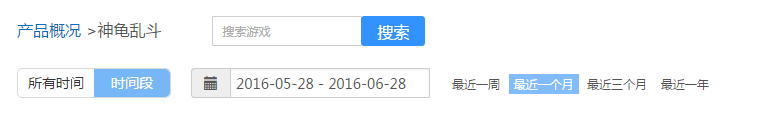 产品概况 >神龟乱斗 搜索游戏 搜索
所有时间 时间段 2016-05-28 - 2016-06-28 最近一周 最近一个月 最近三个月 最近一年